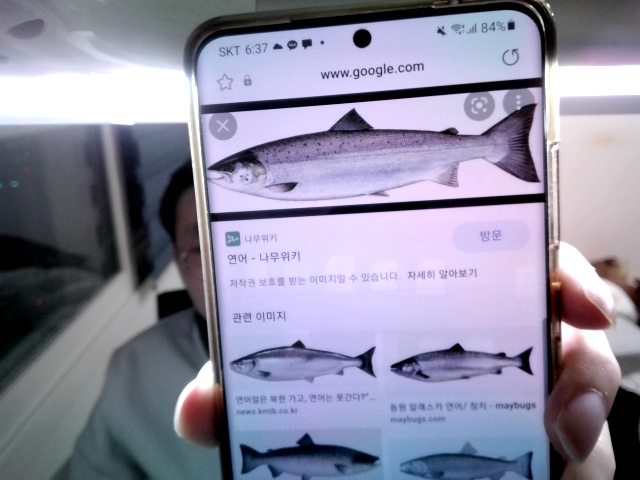 SKT 6:37
84%
www.google.com
나무위키
연어 - 나무위키
방문
저작권 보호를 받는 이미지일 수 있습니다. 자세히 알아보기
관련 이미지
연어알은 북한 가고, 연어는 못간다?"...
news.kmib.co.kr
동원 알래스카 연어/ 참치 - maybugs
maybugs.com